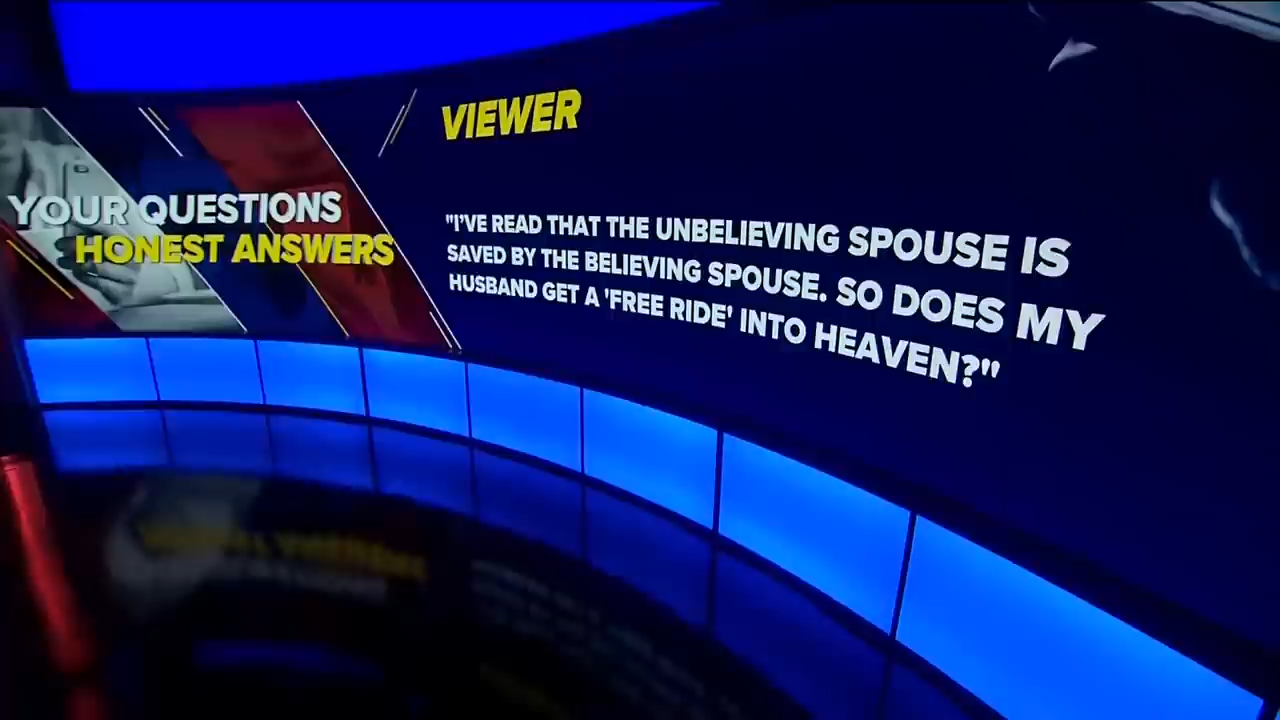 YOUR QUESTIONS
HONEST ANSWERS
VIEWER
"I'VE READ THAT THE UNBELIEVING SPOUSE IS
SAVED BY THE BELIEVING SPOUSE. SO DOES MY
HUSBAND GET A 'FREE RIDE' INTO HEAVEN?"